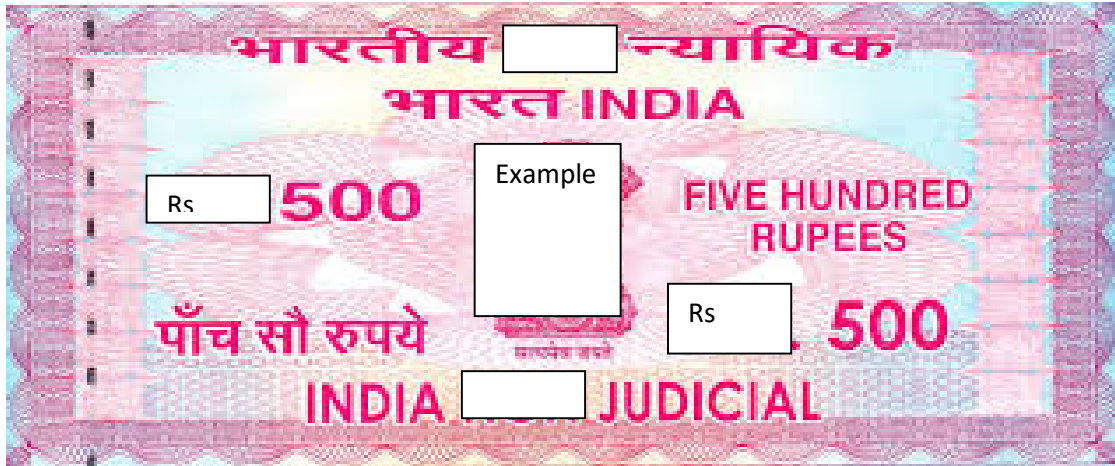 भारतीय न्यायिक
भारत INDIA
Example
Rs 500
FIVE HUNDRED
RUPEES
पाँच सौ रुपये
Rs 500
INDIA JUDICIAL